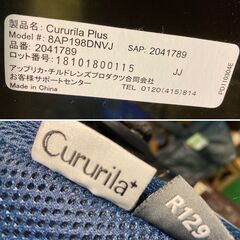 製品名: Cururila Plus
Model #8AP198DNVJ SAP: 2041789
品番: 2041789 JJ
ロット番号 18101800115
アップリカ・チルドレンズプロダクツ合同会社
Made in China
お客様サポートセンター TEL 0120(415)814
PD110304E
Cururila+
R129